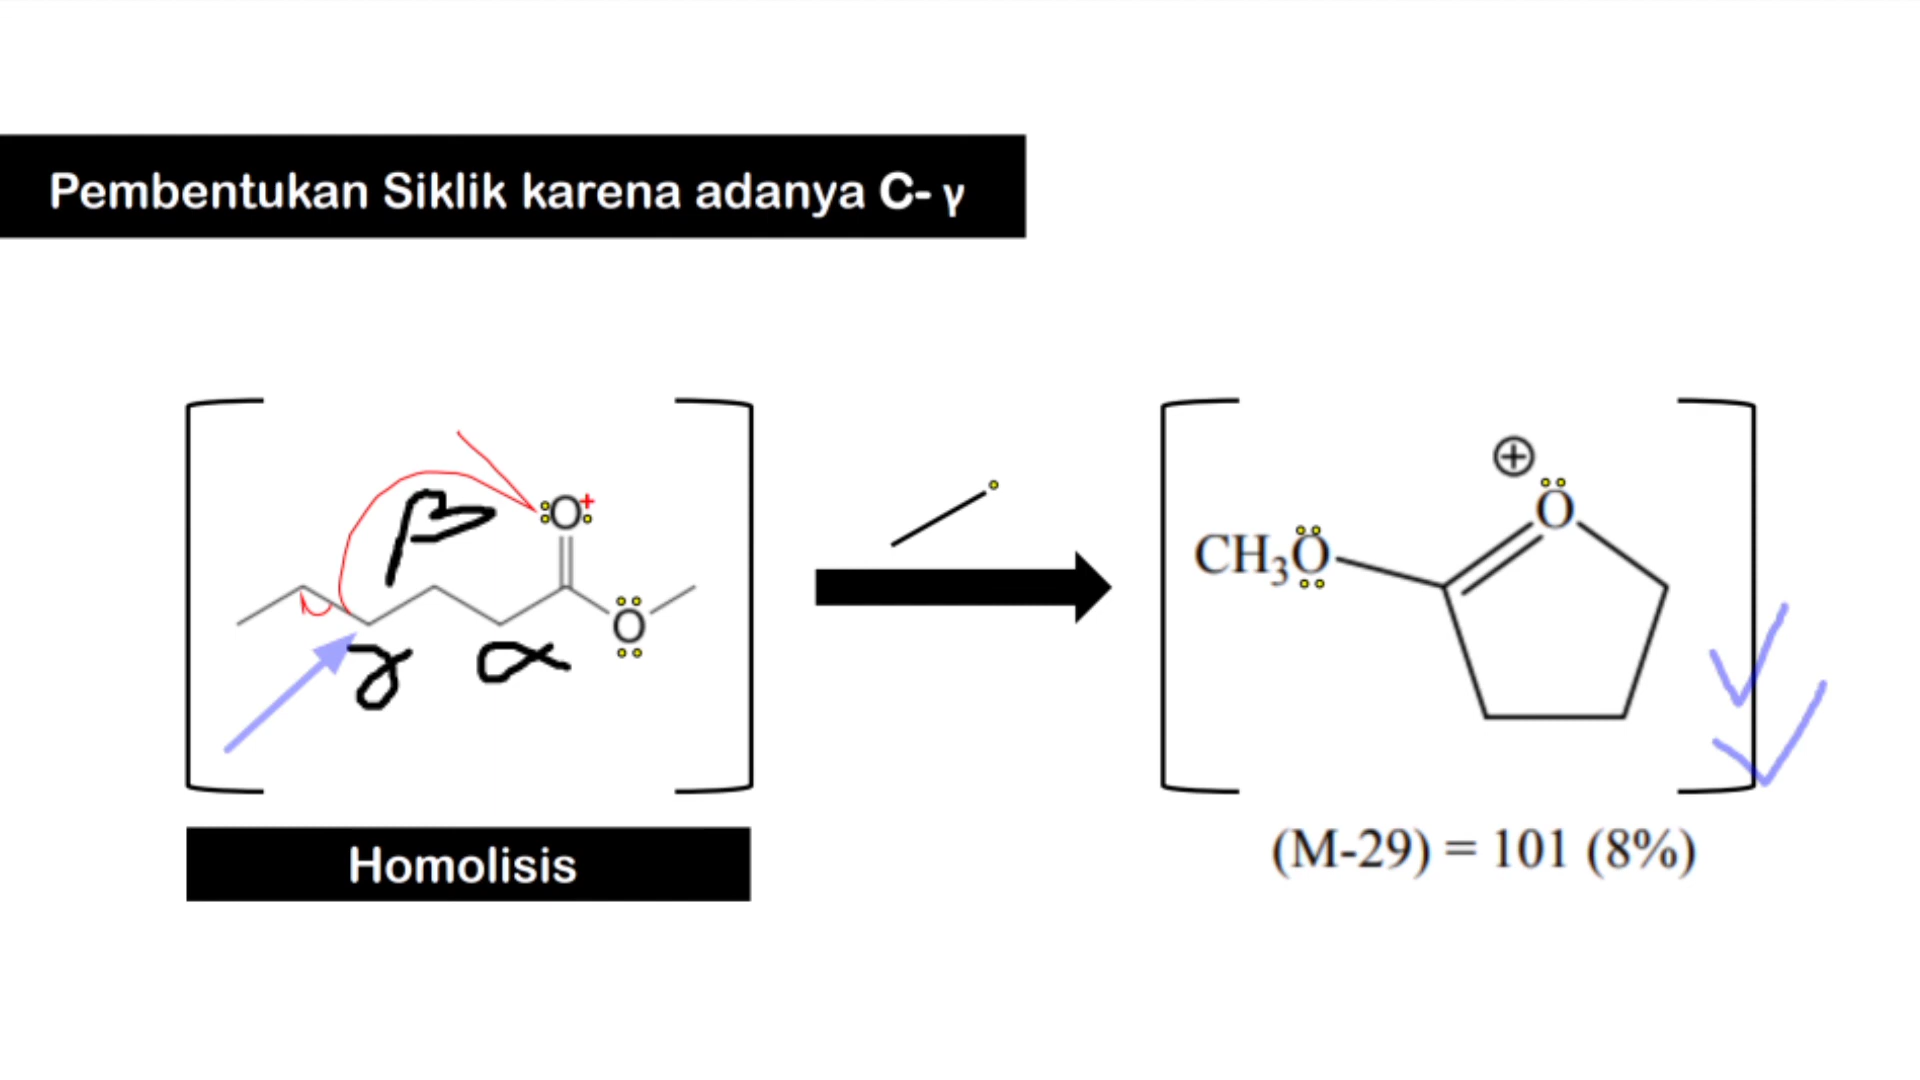 Pembentukan Siklik karena adanya C- γ
β
O+
γ
α
O
CH3O
⊕
O
Homolisis
(M-29) = 101 (8%)